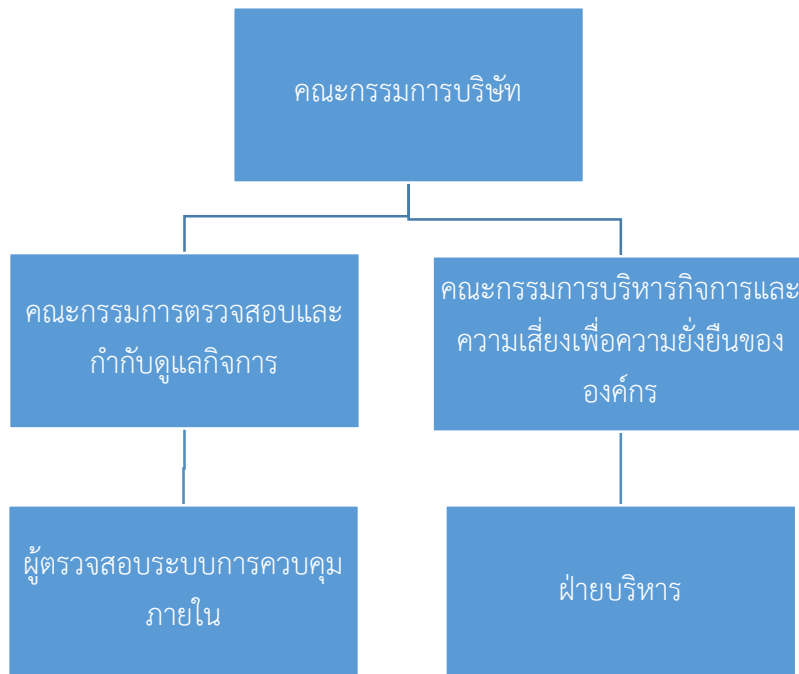 คณะกรรมการบริษัท
คณะกรรมการตรวจสอบและ
กำกับดูแลกิจการ
คณะกรรมการบริหารกิจการและ
ความเสี่ยงเพื่อความยั่งยืนของ
องค์กร
ผู้ตรวจสอบระบบการควบคุม
ภายใน
ฝ่ายบริหาร